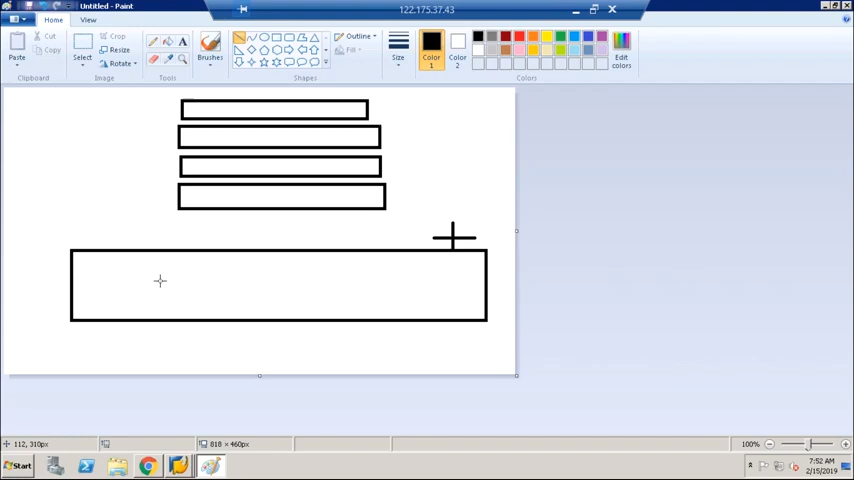 Untitled - Paint
122.175.37.43
Home View
Paste
Cut
Copy
Clipboard
Select
Crop
Resize
Rotate
Image
A
Tools
Brushes
Outline
Fill
Shapes
Size
Color 1
Color 2
Edit colors
Colors
112, 310px
818 × 460px
100%
Start
7:52 AM
2/15/2019